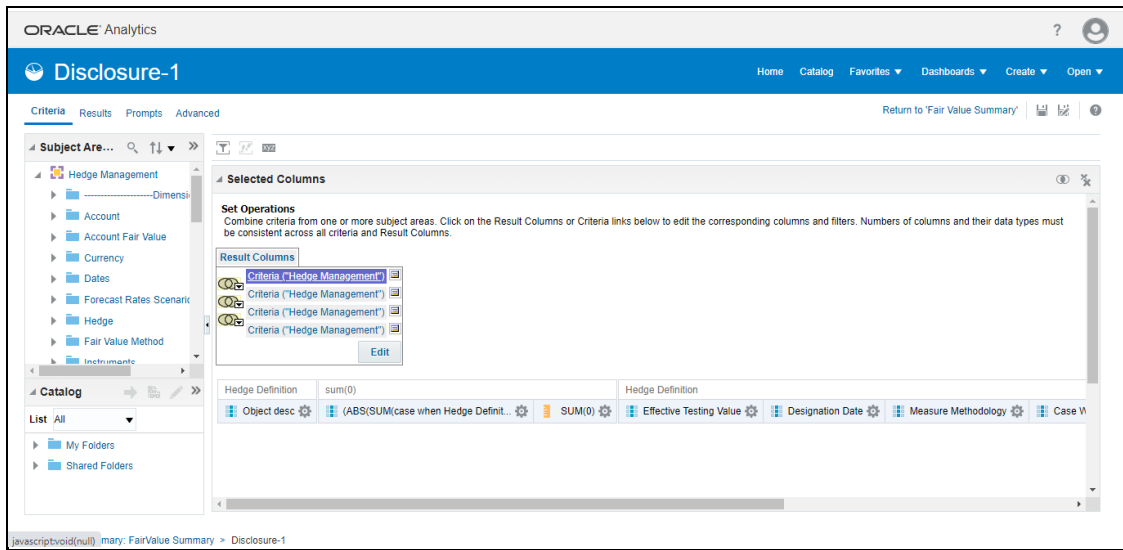 ORACLE Analytics
?
Disclosure-1
Home Catalog Favorites Dashboards Create Open
Criteria Results Prompts Advanced
Return to 'Fair Value Summary'
Subject Are...
Hedge Management
---------------------Dimensi
Account
Account Fair Value
Currency
Dates
Forecast Rates Scenaric
Hedge
Fair Value Method
Instruments
Catalog
List All
My Folders
Shared Folders
xyz
Selected Columns
Set Operations
Combine criteria from one or more subject areas. Click on the Result Columns or Criteria links below to edit the corresponding columns and filters. Numbers of columns and their data types must
be consistent across all criteria and Result Columns.
Result Columns
Criteria ("Hedge Management")
Criteria ("Hedge Management")
Criteria ("Hedge Management")
Criteria ("Hedge Management")
Edit
Hedge Definition sum(0) Hedge Definition
Object desc (ABS(SUM(case when Hedge Definit... SUM(0) Effective Testing Value Designation Date Measure Methodology Case W
javascript:void(null) mary: FairValue Summary > Disclosure-1